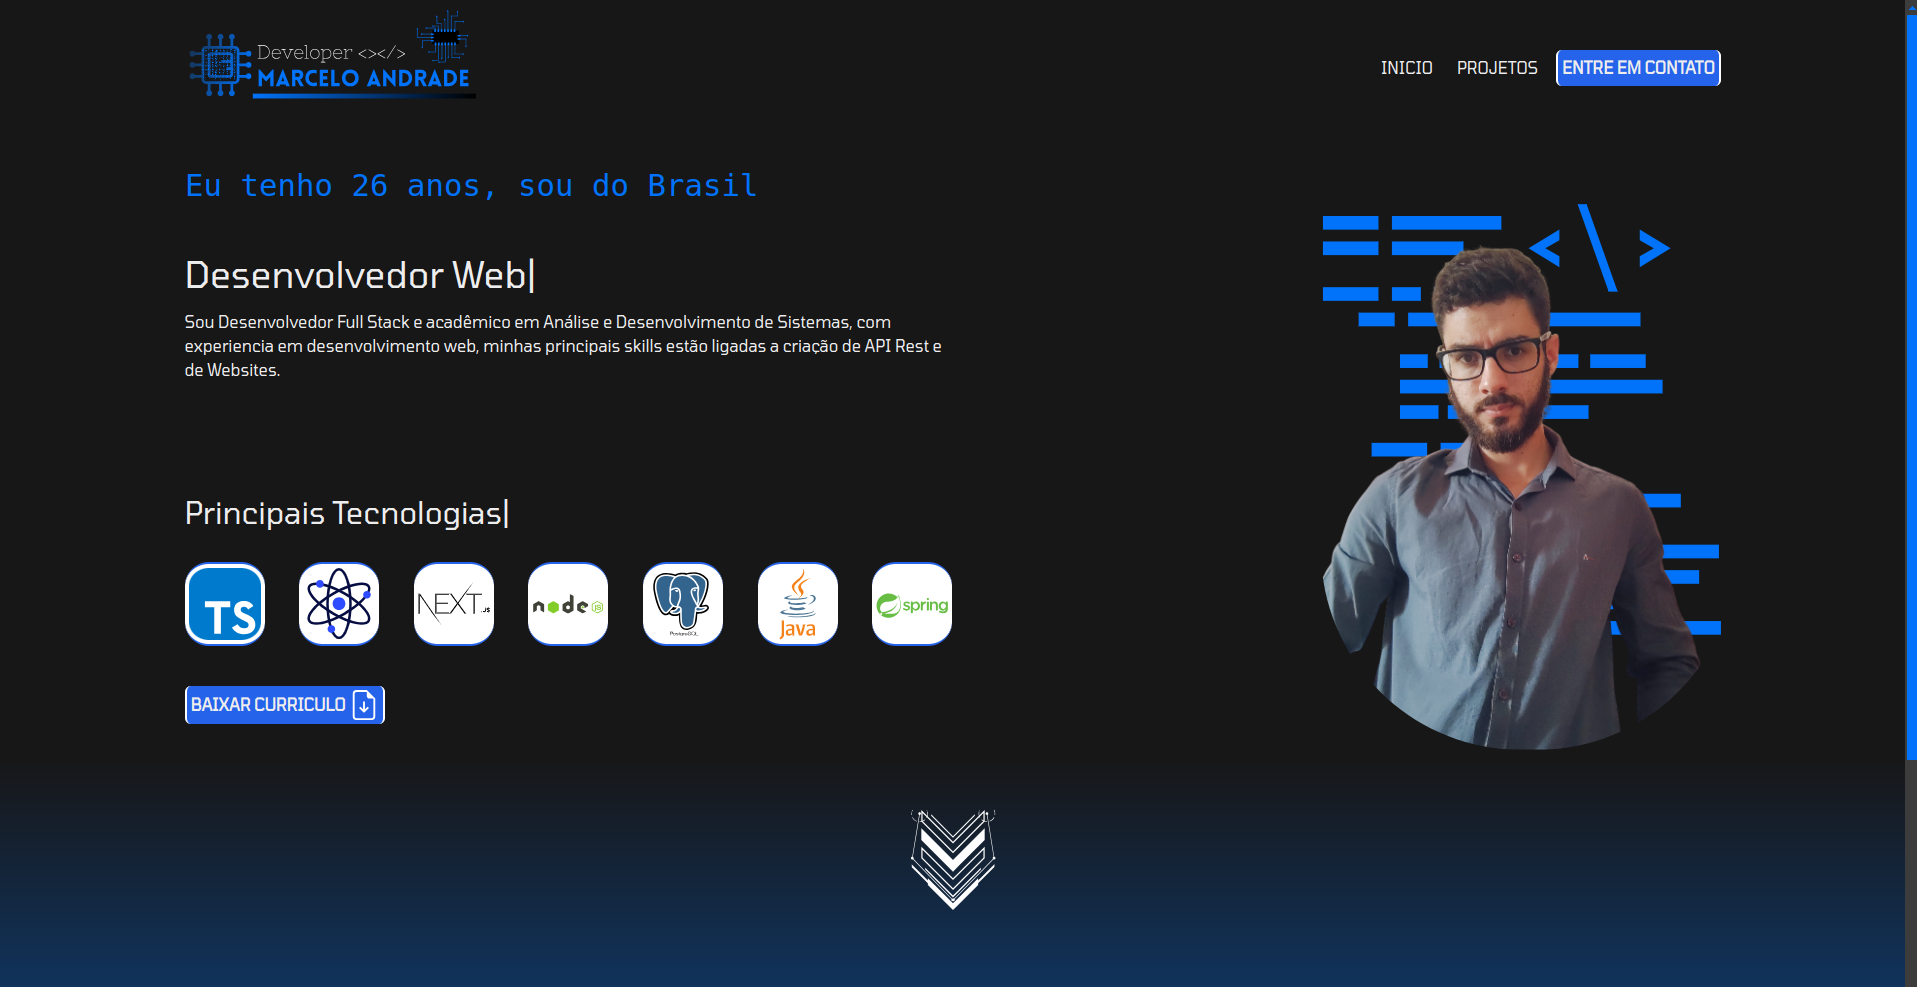 Developer <></>
MARCELO ANDRADE
INICIO PROJETOS ENTRE EM CONTATO
Eu tenho 26 anos, sou do Brasil
Desenvolvedor Web|
Sou Desenvolvedor Full Stack e acadêmico em Análise e Desenvolvimento de Sistemas, com
experiencia em desenvolvimento web, minhas principais skills estão ligadas a criação de API Rest e
de Websites.
Principais Tecnologias|
TS
NEXT.JS
node JS
PostgreSQL
Java
spring
BAIXAR CURRICULO
<\>